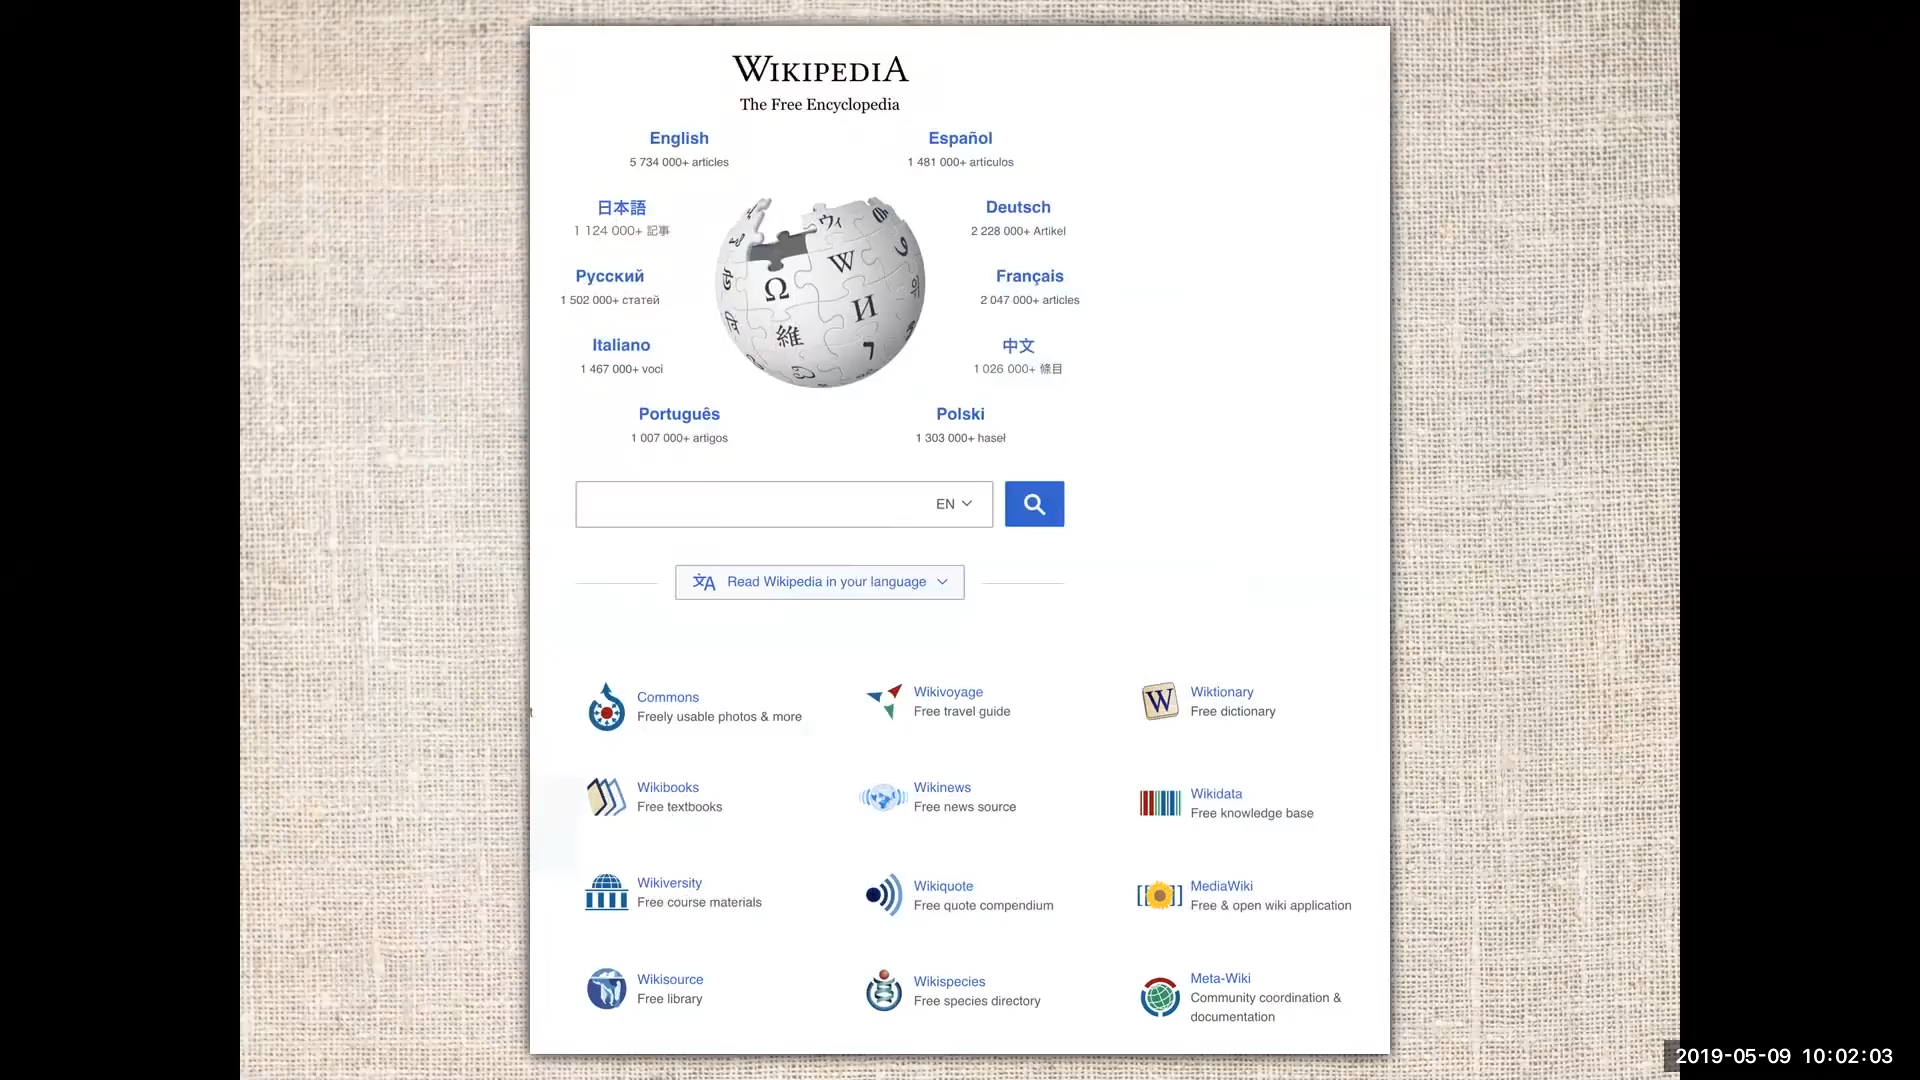 WIKIPEDIA
The Free Encyclopedia
English
5 734 000+ articles
Español
1 481 000+ artículos
日本語
1 124 000+ 記事
Deutsch
2 228 000+ Artikel
Русский
1 502 000+ статей
Français
2 047 000+ articles
Italiano
1 467 000+ voci
中文
1 026 000+ 條目
Português
1 007 000+ artigos
Polski
1 303 000+ haseł
Ω
W
И
維
EN
Read Wikipedia in your language
Commons
Freely usable photos & more
Wikivoyage
Free travel guide
W
Wiktionary
Free dictionary
Wikibooks
Free textbooks
Wikinews
Free news source
Wikidata
Free knowledge base
Wikiversity
Free course materials
Wikiquote
Free quote compendium
MediaWiki
Free & open wiki application
Wikisource
Free library
Wikispecies
Free species directory
Meta-Wiki
Community coordination &
documentation
2019-05-09 10:02:03